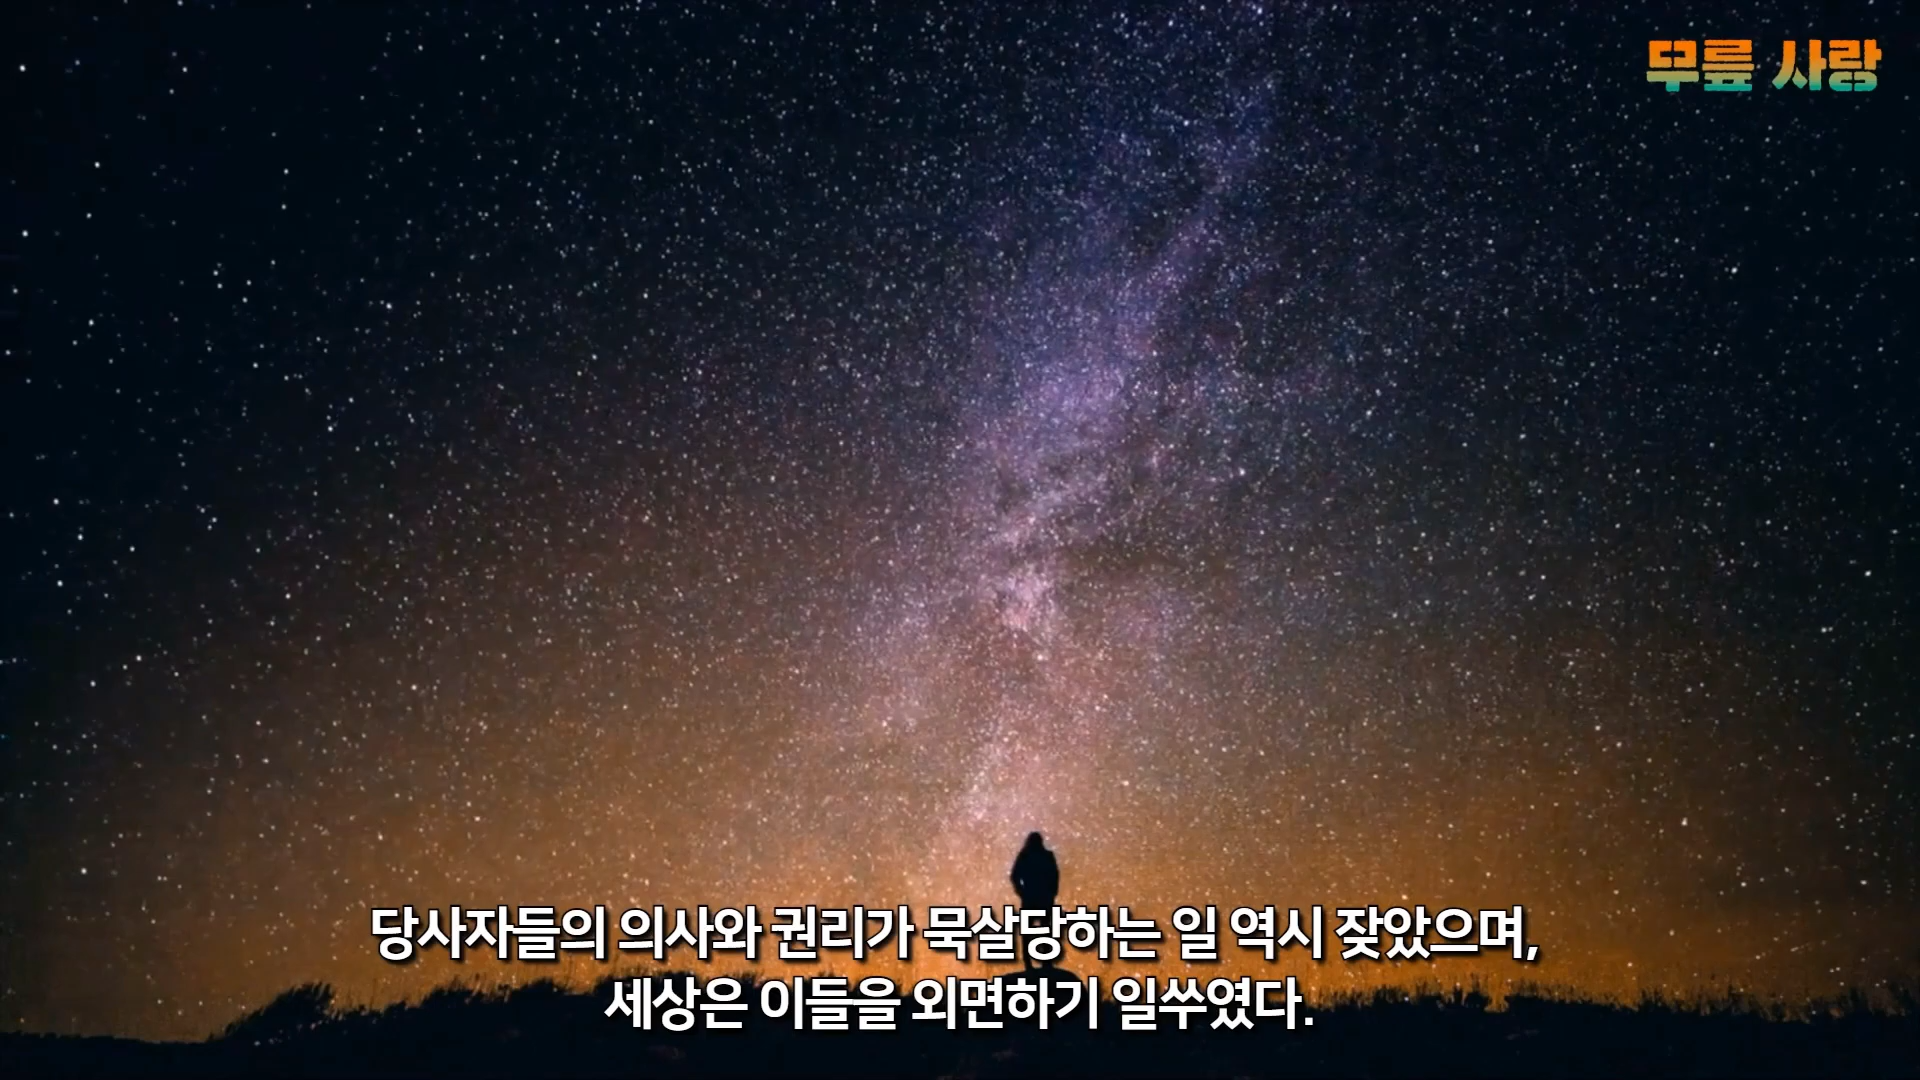 무릎 사랑
당사자들의 의사와 권리가 묵살당하는 일 역시 잦았으며,
세상은 이들을 외면하기 일쑤였다.